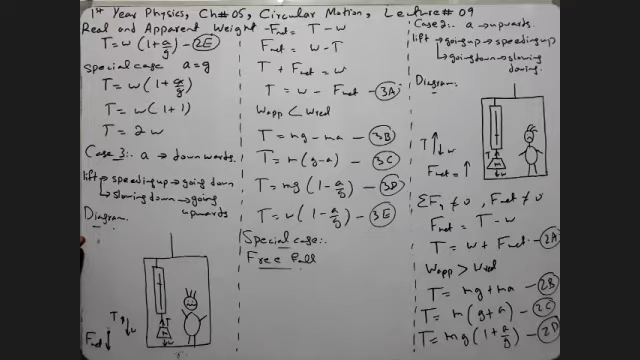 1st Year Physics, Ch# 05, Circular Motion, Lecture# 09
Real and Apparent Weight
T = w (1 + a/g) - 2E
special case a = g
T = w (1 + a/g)
T = w (1 + 1)
T = 2w
Case 3: a → downwards.
lift → speeding up → going down
→ slowing down → going upwards
Diagram
T w
T
w
Fnet
-Fnet = T - w
Fnet = w - T
T + Fnet = w
T = w - Fnet - 3A
Wapp < Wreal
T = mg - ma - 3B
T = m (g - a) - 3C
T = mg (1 - a/g) - 3D
T = w (1 - a/g) - 3E
Special case:-
Free fall
Case 2: a → upwards.
lift → going up → speeding up
→ going down → slowing down.
Diagram:
T w
T
w
Fnet = ↑
ΣFy ≠ 0, Fnet ≠ 0
Fnet = T - w
T = w + Fnet - 2A
Wapp > Wreal
T = mg + ma - 2B
T = m (g + a) - 2C
T = mg (1 + a/g) - 2D